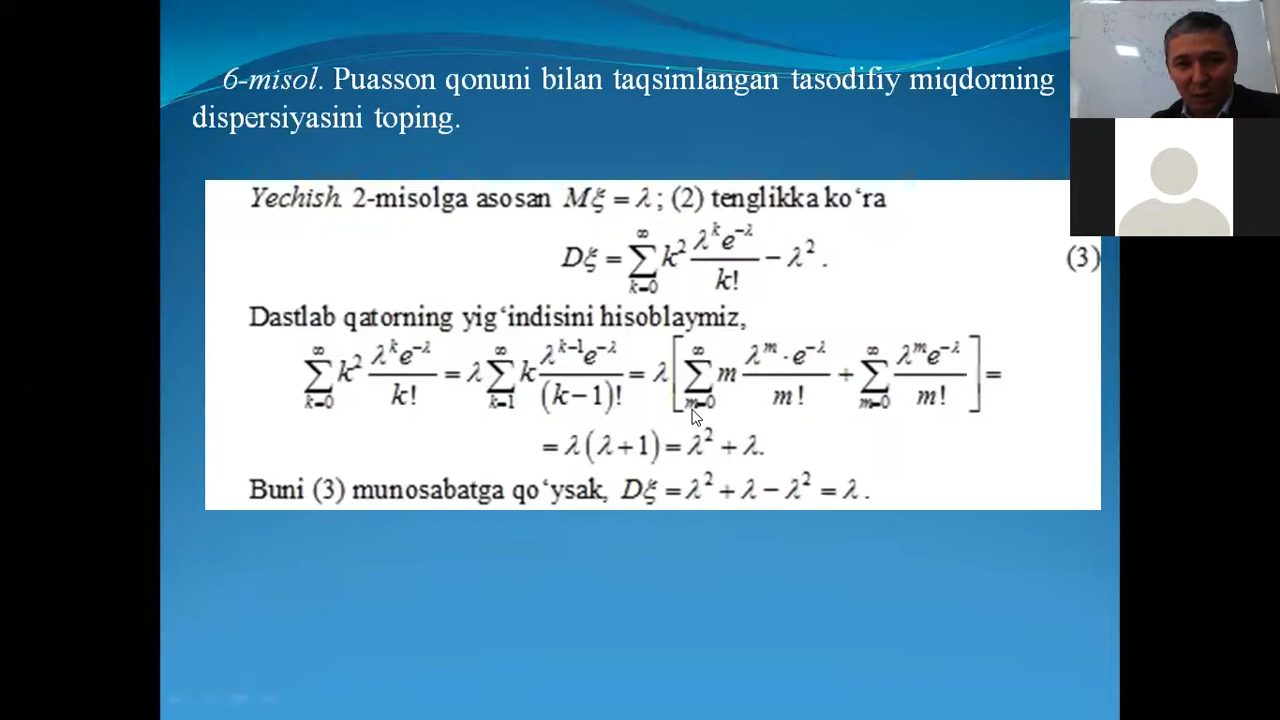 6-misol. Puasson qonuni bilan taqsimlangan tasodifiy miqdorning
dispersiyasini toping.
Yechish. 2-misolga asosan Mξ = λ ; (2) tenglikka ko‘ra
Dξ = ∑_{k=0}^{∞} k² (λ^k e^{-λ})/(k!) − λ² . (3)
Dastlab qatorning yig‘indisini hisoblaymiz,
∑_{k=0}^{∞} k² (λ^k e^{-λ})/(k!) = λ ∑_{k=1}^{∞} k (λ^{k-1} e^{-λ})/((k−1)!) = λ [ ∑_{m=0}^{∞} m (λ^m · e^{-λ})/(m!) + ∑_{m=0}^{∞} (λ^m e^{-λ})/(m!) ] =
= λ(λ+1) = λ² + λ.
Buni (3) munosabatga qo‘ysak, Dξ = λ² + λ − λ² = λ .